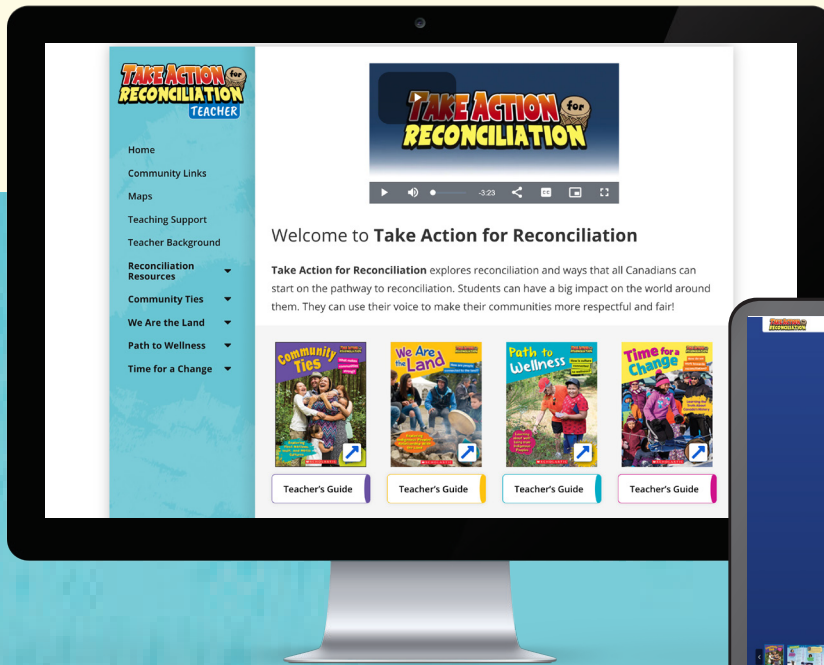 TAKE ACTION for
RECONCILIATION
TEACHER
Home
Community Links
Maps
Teaching Support
Teacher Background
Reconciliation
Resources
Community Ties
We Are the Land
Path to Wellness
Time for a Change
TAKE ACTION for
RECONCILIATION
-3:23
CC
Welcome to Take Action for Reconciliation
Take Action for Reconciliation explores reconciliation and ways that all Canadians can
start on the pathway to reconciliation. Students can have a big impact on the world around
them. They can use their voice to make their communities more respectful and fair!
Community
Ties
We Are
the Land
Path to
Wellness
Time for a
Change
SCHOLASTIC
SCHOLASTIC
SCHOLASTIC
SCHOLASTIC
Teacher's Guide
Teacher's Guide
Teacher's Guide
Teacher's Guide